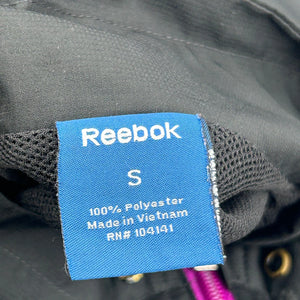 Reebok
S
100% Polyester
Made in Vietnam
RN# 104141